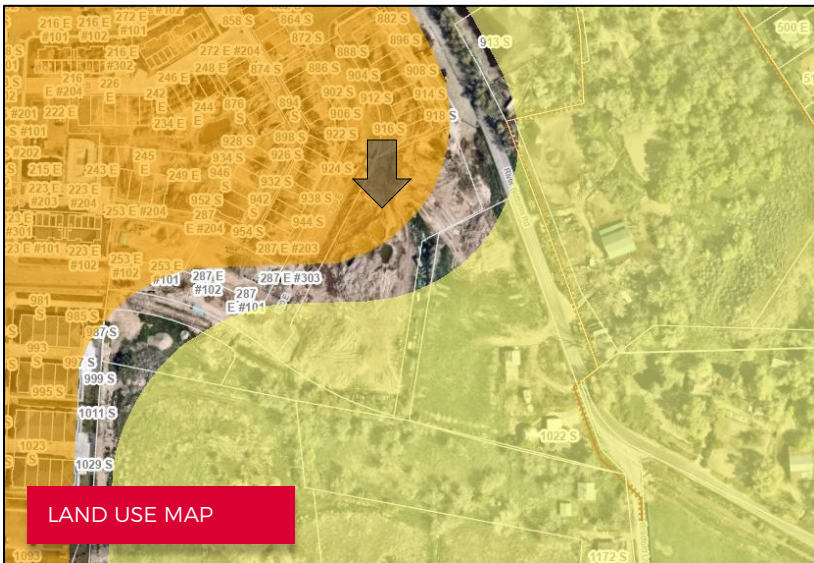 216 E
#101
216 E
#102
272 E
#101
858 S
864 S
872 S
882 S
896 S
913 S
500 E
216 E
#302
272 E #204
248 E
874 S
886 S
888 S
904 S
908 S
914 S
918 S
216
E #204
226
E
246 E
242
E
244
E
876
S
894
S
902 S
912 S
906 S
916 S
#201
222 E
234 E
S #101
#202
928 S
898 S
922 S
926 S
924 S
215 E
243 E
245
E
249 E
934 S
946
S
932 S
938 S
223 E
#203
223 E
#204
952
S
942
S
944 S
253 E #204
287
E #204
954 S
287 E #203
223 E
#301
223 E #101
223 E
#102
253 E
#102
253 E
#101
287 E
#102
287 E #303
287
E #101
981
S
985 S
987 S
993
S
997 S
999 S
995 S
1011 S
1023
S
1029 S
1022 S
1093
1172 S
LAND USE MAP